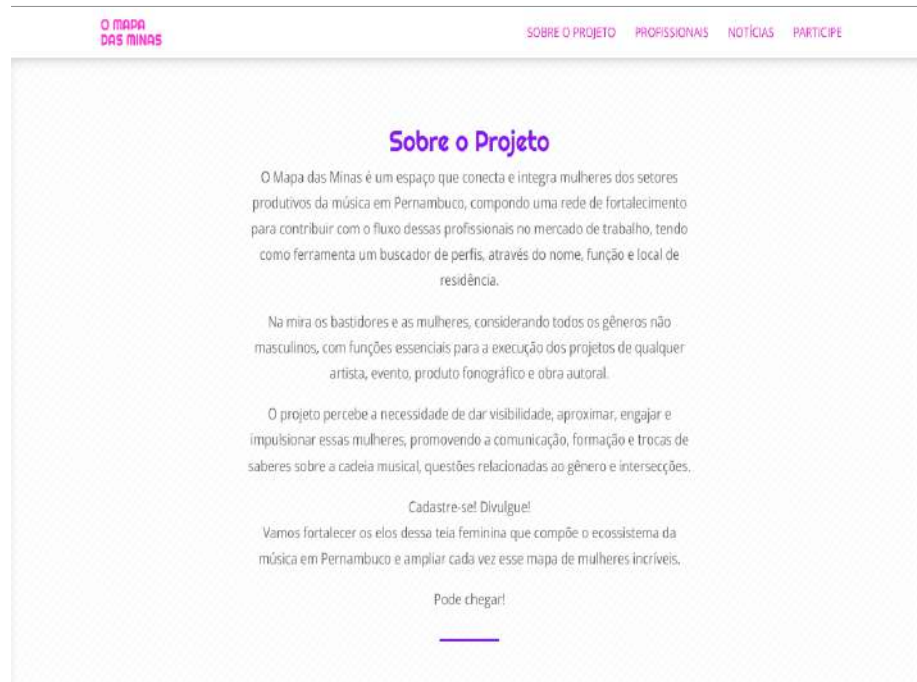 O MAPA
DAS MINAS
SOBRE O PROJETO PROFISSIONAIS NOTÍCIAS PARTICIPE
Sobre o Projeto
O Mapa das Minas é um espaço que conecta e integra mulheres dos setores
produtivos da música em Pernambuco, compondo uma rede de fortalecimento
para contribuir com o fluxo dessas profissionais no mercado de trabalho, tendo
como ferramenta um buscador de perfis, através do nome, função e local de
residência.
Na mira os bastidores e as mulheres, considerando todos os gêneros não
masculinos, com funções essenciais para a execução dos projetos de qualquer
artista, evento, produto fonográfico e obra autoral.
O projeto percebe a necessidade de dar visibilidade, aproximar, engajar e
impulsionar essas mulheres, promovendo a comunicação, formação e trocas de
saberes sobre a cadeia musical, questões relacionadas ao gênero e intersecções.
Cadastre-se! Divulgue!
Vamos fortalecer os elos dessa teia feminina que compõe o ecossistema da
música em Pernambuco e ampliar cada vez esse mapa de mulheres incríveis.
Pode chegar!